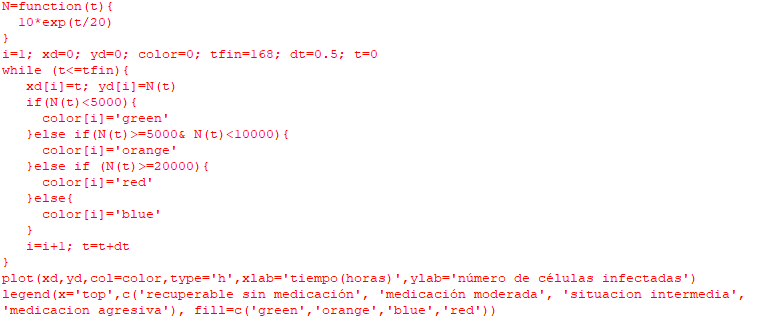 N=function(t){
10*exp(t/20)
}
i=1; xd=0; yd=0; color=0; tfin=168; dt=0.5; t=0
while (t<=tfin){
xd[i]=t; yd[i]=N(t)
if(N(t)<5000){
color[i]='green'
}else if(N(t)>=5000& N(t)<10000){
color[i]='orange'
}else if (N(t)>=20000){
color[i]='red'
}else{
color[i]='blue'
}
i=i+1; t=t+dt
}
plot(xd,yd,col=color,type='h',xlab='tiempo(horas)',ylab='número de células infectadas')
legend(x='top',c('recuperable sin medicación', 'medicación moderada', 'situacion intermedia',
'medicacion agresiva'), fill=c('green','orange','blue','red'))